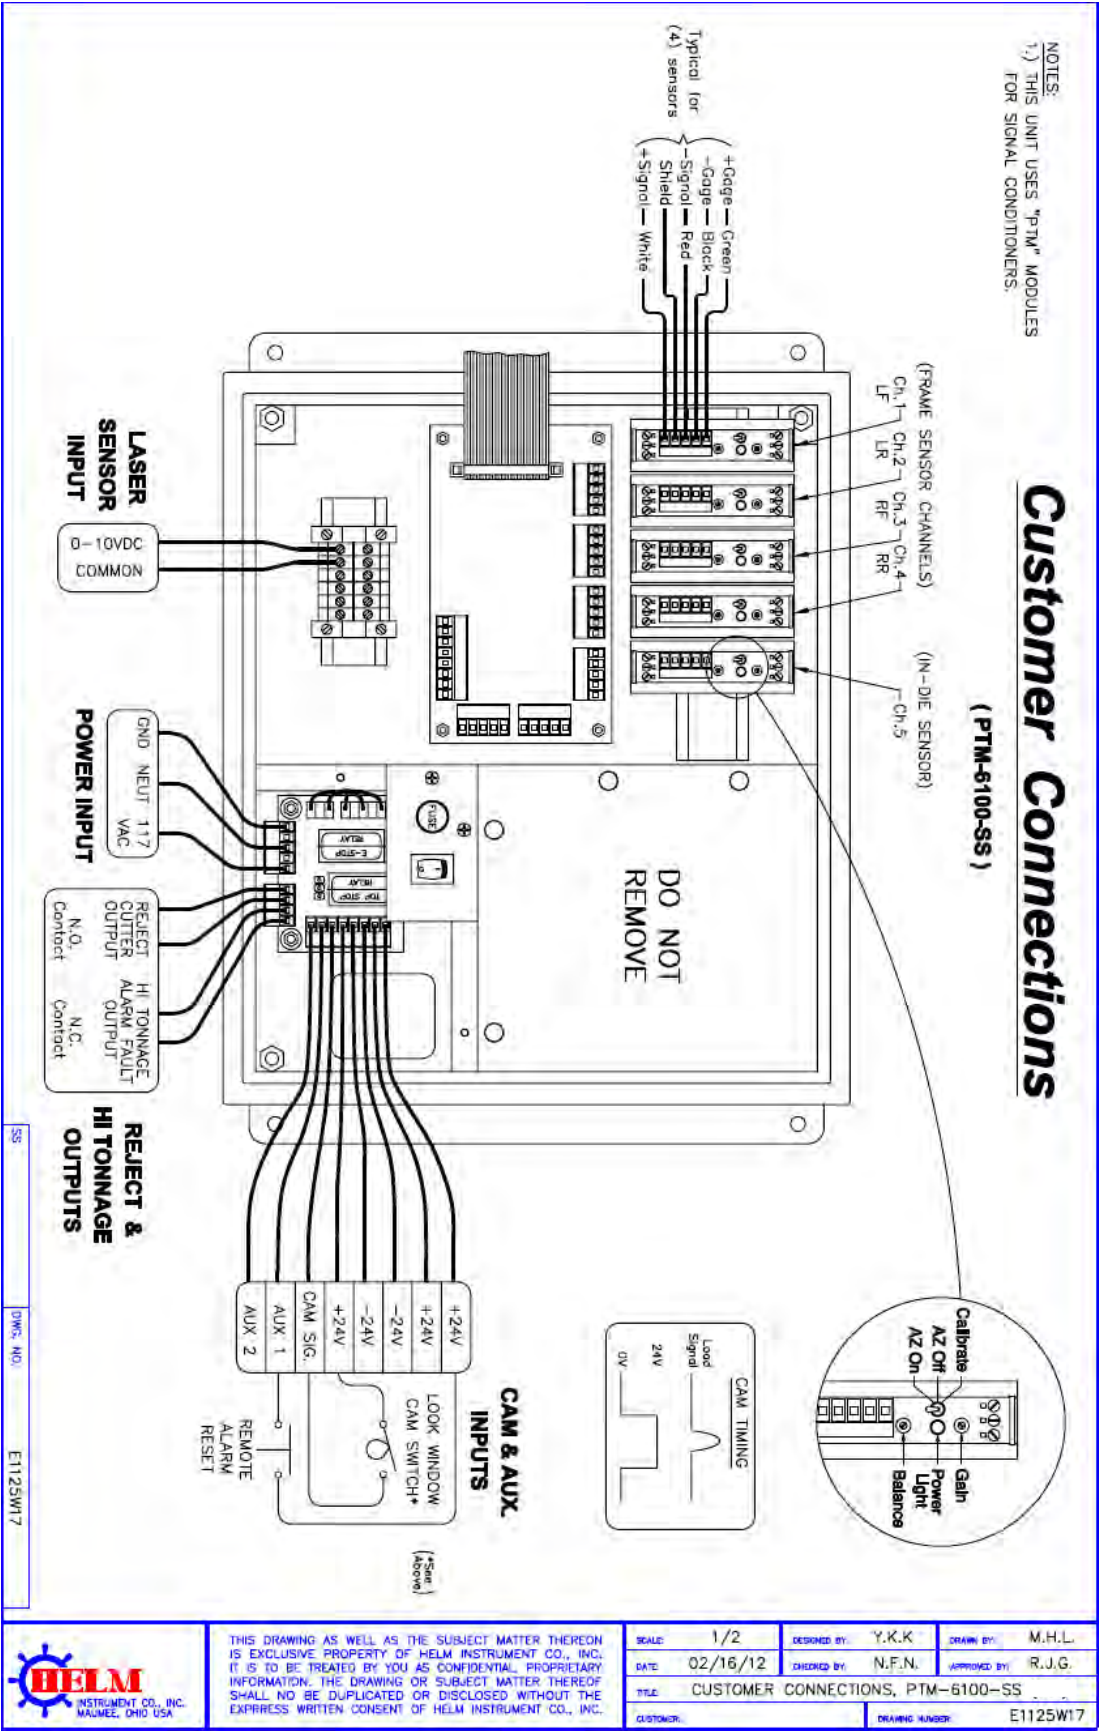 Customer Connections
(PTM-6100-SS)
NOTES:
1.) THIS UNIT USES "PTM" MODULES
FOR SIGNAL CONDITIONERS.
Typical for
(4) sensors
+Gage
Green
-Gage
Black
-Signal
Red
Shield
+Signal
White
(FRAME SENSOR CHANNELS)
Ch.1
LF
Ch.2
LR
Ch.3
RF
Ch.4
RR
(IN-DIE SENSOR)
Ch.5
Calibrate
AZ Off
AZ On
Gain
Power
Light
Balance
DO NOT
REMOVE
FUSE
E-STOP
RELAY
TOP STOP
RELAY
LASER
SENSOR
INPUT
0-10VDC
COMMON
POWER INPUT
GND
NEUT
117
VAC
REJECT
CUTTER
OUTPUT
N.O.
Contact
HI TONNAGE
ALARM FAULT
OUTPUT
N.C.
Contact
REJECT &
HI TONNAGE
OUTPUTS
CAM TIMING
Load
Signal
24V
0V
CAM & AUX.
INPUTS
+24V
+24V
-24V
-24V
+24V
CAM SIG.
AUX 1
AUX 2
LOOK WINDOW
CAM SWITCH*
(*See
Above)
REMOTE
ALARM
RESET
SS
DWG. NO.
E1125W17
HELM
INSTRUMENT CO., INC.
MAUMEE, OHIO USA
THIS DRAWING AS WELL AS THE SUBJECT MATTER THEREON
IS EXCLUSIVE PROPERTY OF HELM INSTRUMENT CO., INC.
IT IS TO BE TREATED BY YOU AS CONFIDENTIAL, PROPRIETARY
INFORMATION. THE DRAWING OR SUBJECT MATTER THEREOF
SHALL NO BE DUPLICATED OR DISCLOSED WITHOUT THE
EXPRRESS WRITTEN CONSENT OF HELM INSTRUMENT CO., INC.
SCALE: 1/2
DESIGNED BY: Y.K.K
DRAWN BY: M.H.L.
DATE: 02/16/12
CHECKED BY: N.F.N.
APPROVED BY: R.J.G.
TITLE: CUSTOMER CONNECTIONS, PTM-6100-SS
CUSTOMER:
DRAWING NUMBER: E1125W17